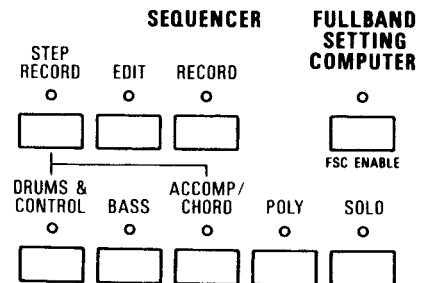 SEQUENCER
FULLBAND
SETTING
COMPUTER
STEP
RECORD
EDIT
RECORD
FSC ENABLE
DRUMS &
CONTROL
BASS
ACCOMP/
CHORD
POLY
SOLO